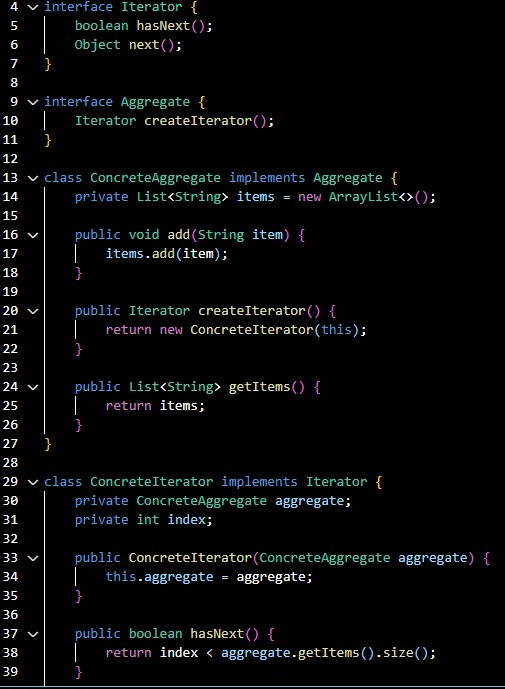 4 interface Iterator {
5     boolean hasNext();
6     Object next();
7 }
8
9 interface Aggregate {
10     Iterator createIterator();
11 }
12
13 class ConcreteAggregate implements Aggregate {
14     private List<String> items = new ArrayList<>();
15
16     public void add(String item) {
17         items.add(item);
18     }
19
20     public Iterator createIterator() {
21         return new ConcreteIterator(this);
22     }
23
24     public List<String> getItems() {
25         return items;
26     }
27 }
28
29 class ConcreteIterator implements Iterator {
30     private ConcreteAggregate aggregate;
31     private int index;
32
33     public ConcreteIterator(ConcreteAggregate aggregate) {
34         this.aggregate = aggregate;
35     }
36
37     public boolean hasNext() {
38         return index < aggregate.getItems().size();
39     }